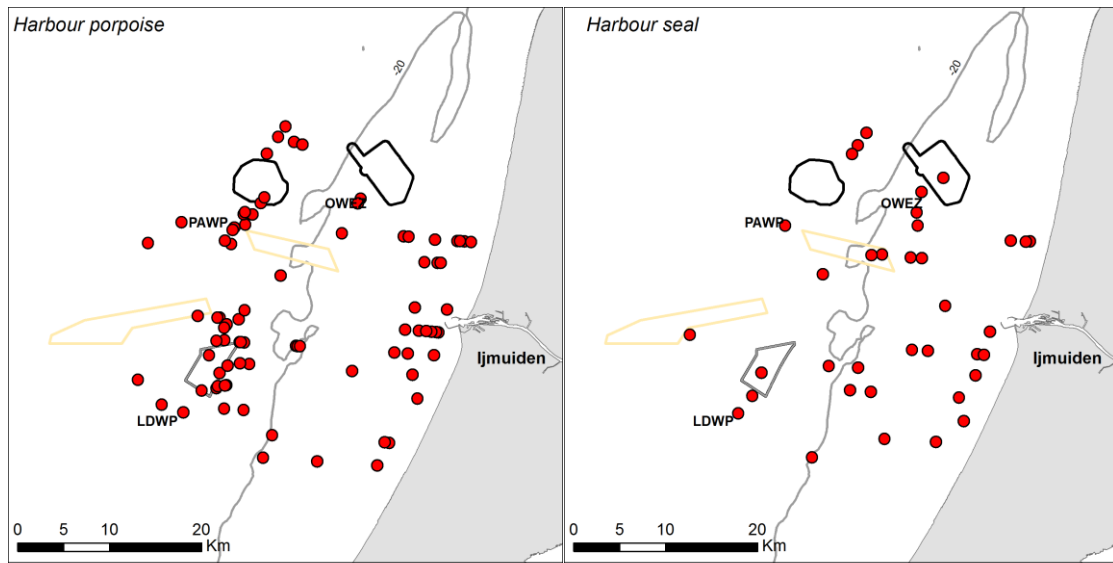 Harbour porpoise
-20
OWEZ
PAWP
Ijmuiden
LDWP
0 5 10 20
Km
Harbour seal
-20
OWEZ
PAWP
Ijmuiden
LDWP
0 5 10 20
Km